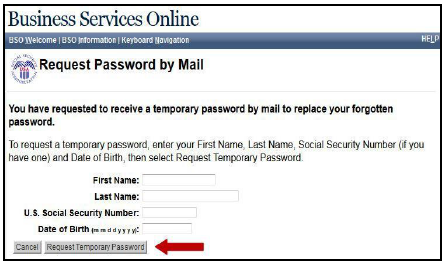 Business Services Online
BSO Welcome | BSO Information | Keyboard Navigation HELP
Request Password by Mail
You have requested to receive a temporary password by mail to replace your forgotten
password.
To request a temporary password, enter your First Name, Last Name, Social Security Number (if you
have one) and Date of Birth, then select Request Temporary Password.
First Name:
Last Name:
U.S. Social Security Number:
Date of Birth (m m d d y y y y):
Cancel Request Temporary Password